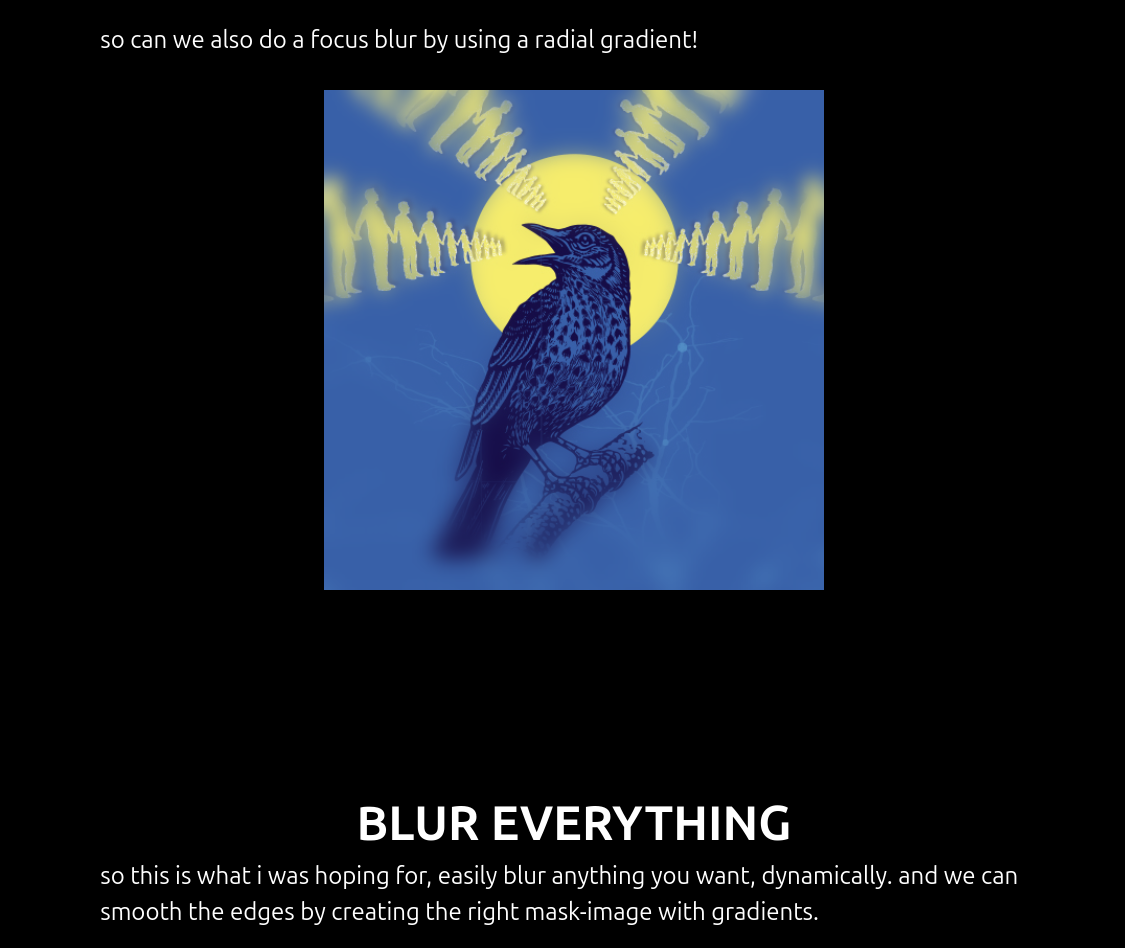 so can we also do a focus blur by using a radial gradient!
BLUR EVERYTHING
so this is what i was hoping for, easily blur anything you want, dynamically. and we can
smooth the edges by creating the right mask-image with gradients.